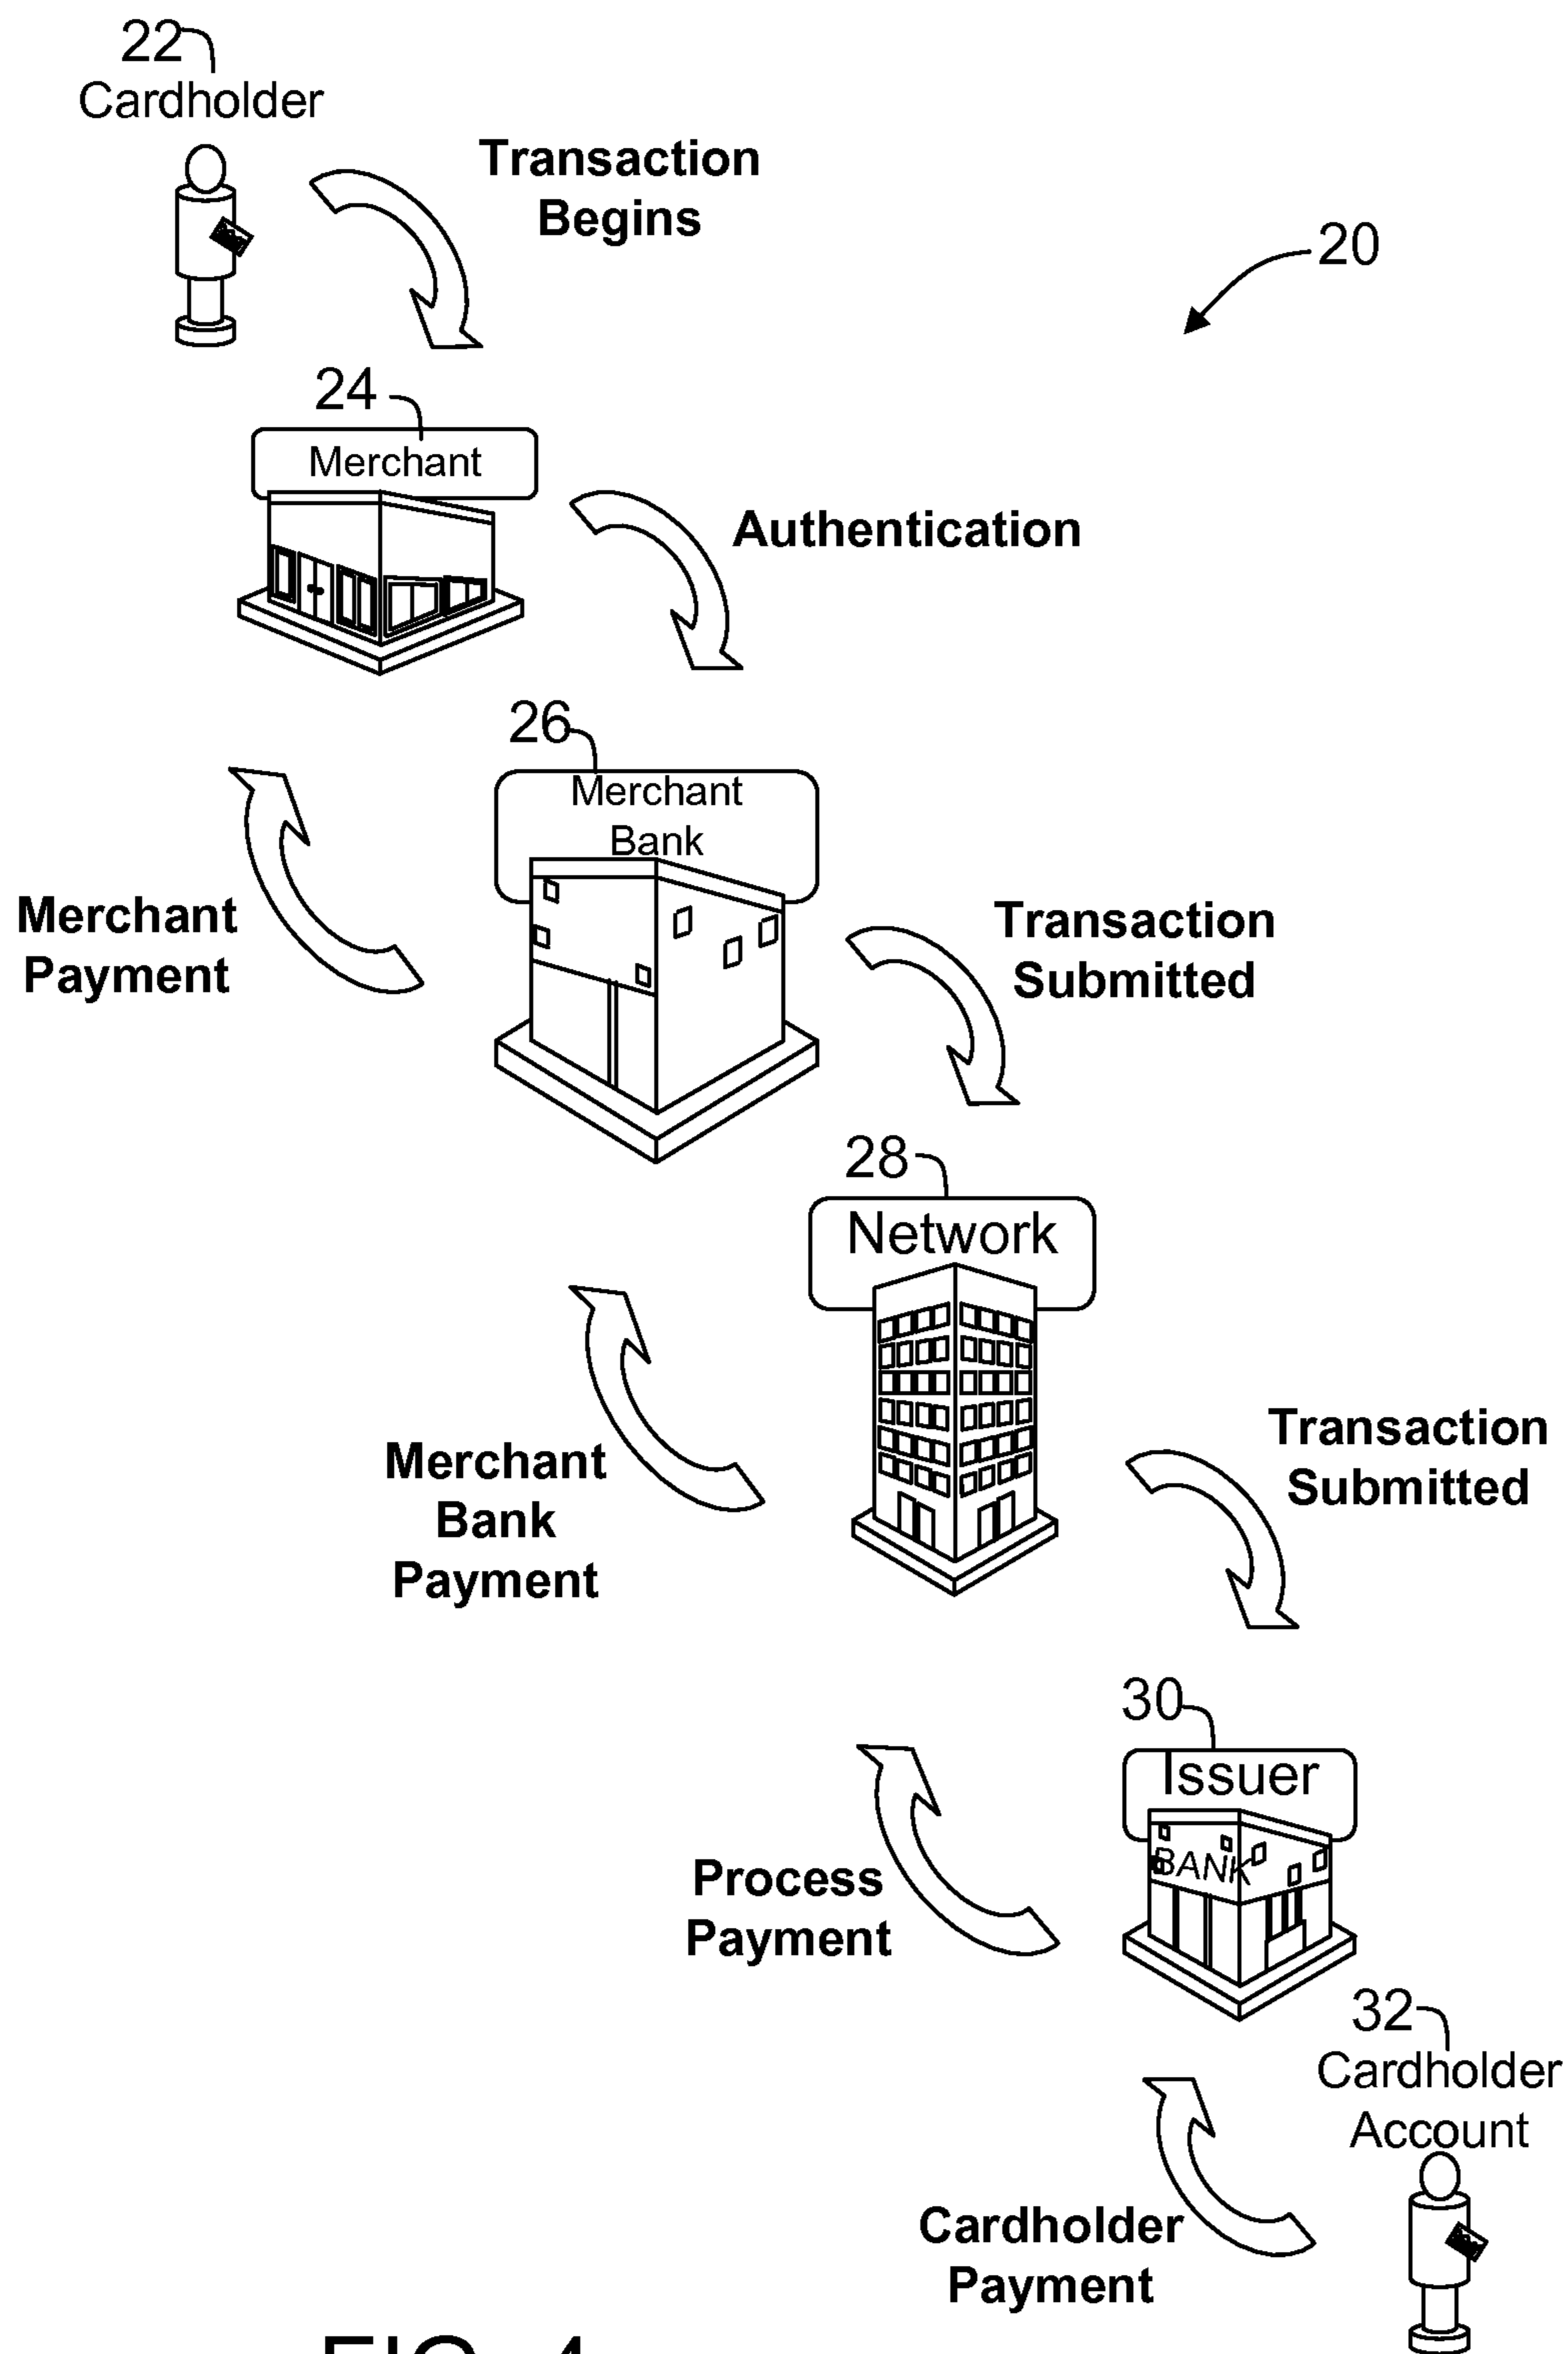 22
Cardholder
Transaction
Begins
20
24
Merchant
Authentication
26
Merchant
Bank
Merchant
Payment
Transaction
Submitted
28
Network
Merchant
Bank
Payment
Transaction
Submitted
30
Issuer
BANK
Process
Payment
32
Cardholder
Account
Cardholder
Payment